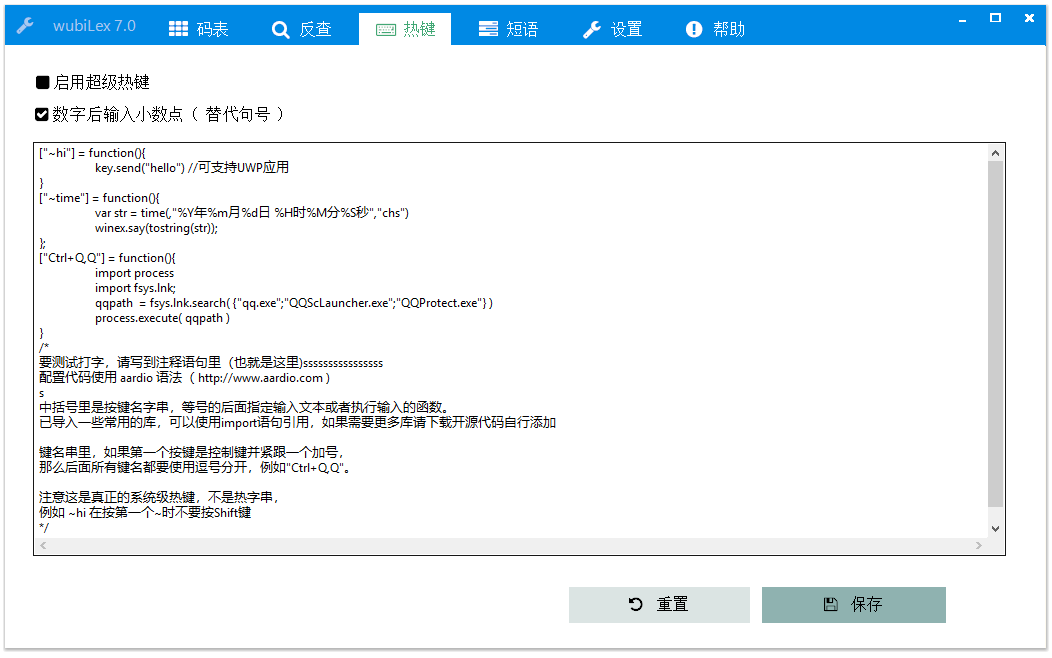 wubiLex 7.0 码表 反查 热键 短语 设置 帮助
启用超级热键
数字后输入小数点（ 替代句号 ）
["~hi"] = function(){
key.send("hello") //可支持UWP应用
}
["~time"] = function(){
var str = time(,"%Y年%m月%d日 %H时%M分%S秒","chs")
winex.say(tostring(str));
};
["Ctrl+Q,Q"] = function(){
import process
import fsys.lnk;
qqpath = fsys.lnk.search( {"qq.exe";"QQScLauncher.exe";"QQProtect.exe"} )
process.execute( qqpath )
}
/*
要测试打字，请写到注释语句里（也就是这里)ssssssssssssssss
配置代码使用 aardio 语法（ http://www.aardio.com ）
s
中括号里是按键名字串，等号的后面指定输入文本或者执行输入的函数。
已导入一些常用的库，可以使用import语句引用，如果需要更多库请下载开源代码自行添加
键名串里，如果第一个按键是控制键并紧跟一个加号，
那么后面所有键名都要使用逗号分开，例如"Ctrl+Q,Q"。
注意这是真正的系统级热键，不是热字串，
例如 ~hi 在按第一个~时不要按Shift键
*/
重置 保存